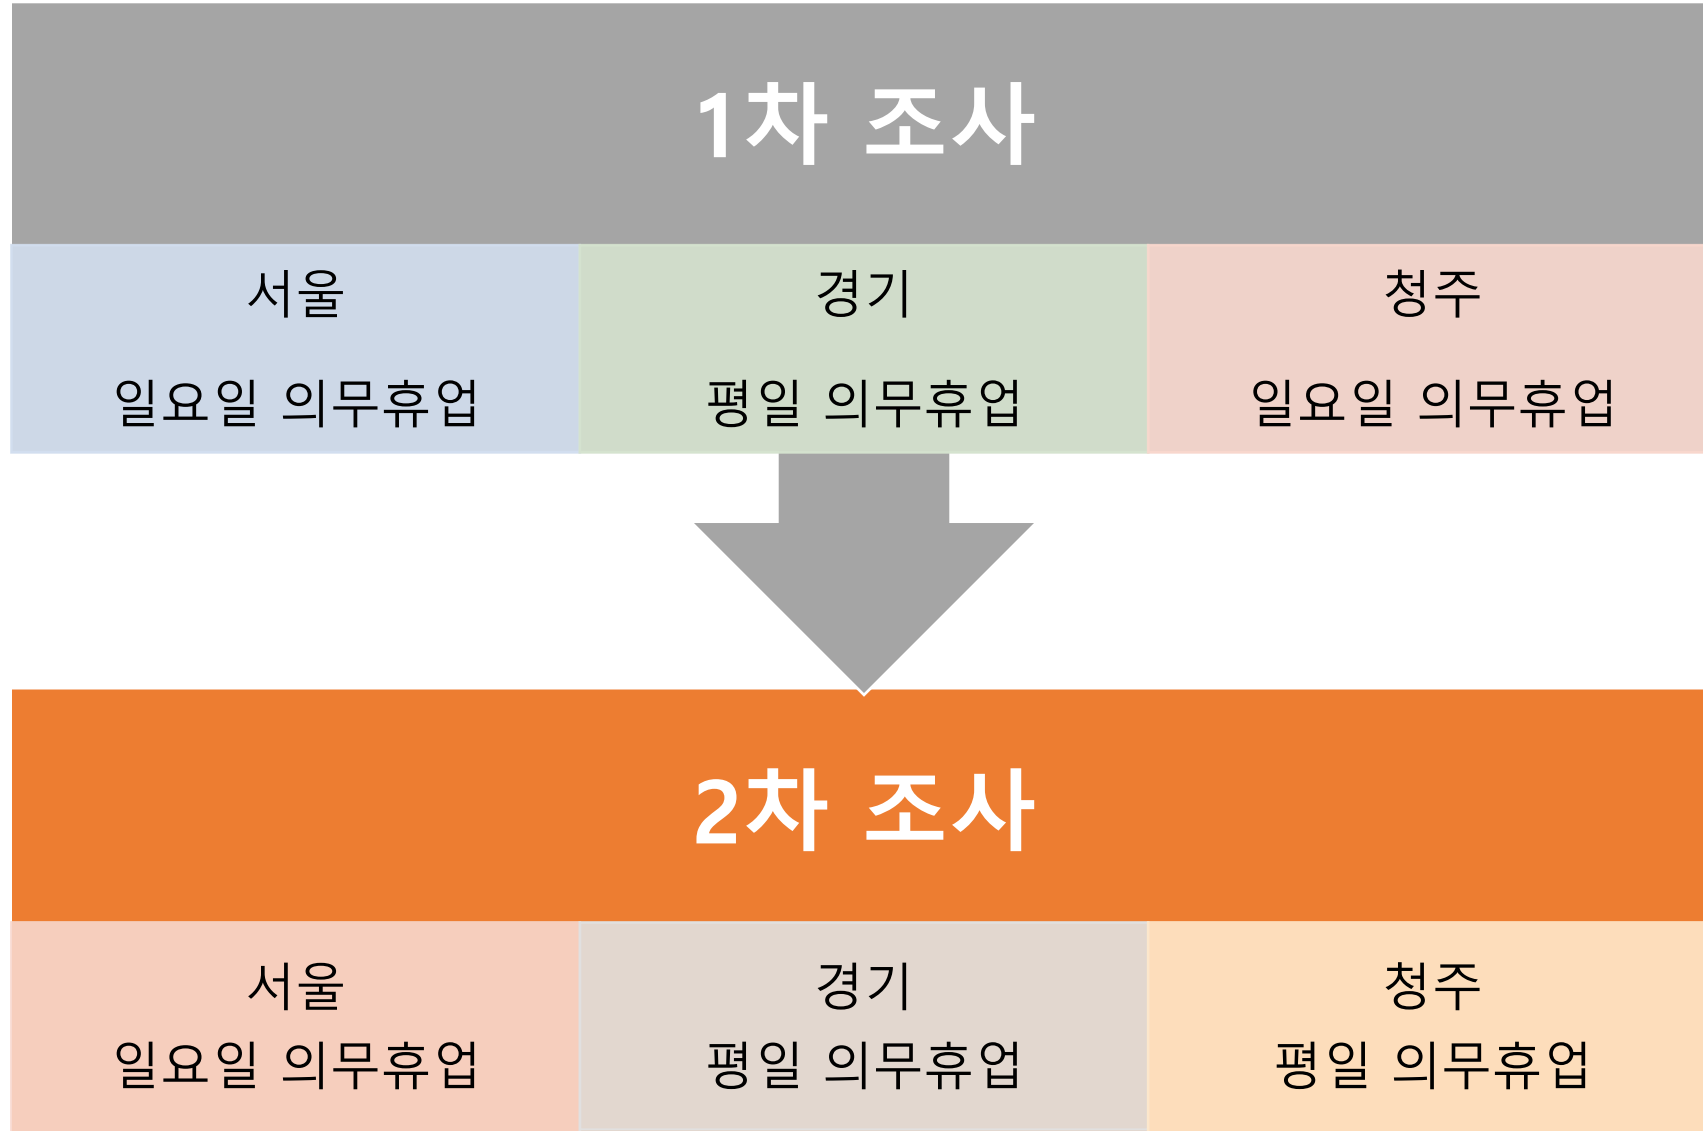 1차 조사
서울
경기
청주
일요일 의무휴업
평일 의무휴업
일요일 의무휴업
2차 조사
서울
경기
청주
일요일 의무휴업
평일 의무휴업
평일 의무휴업